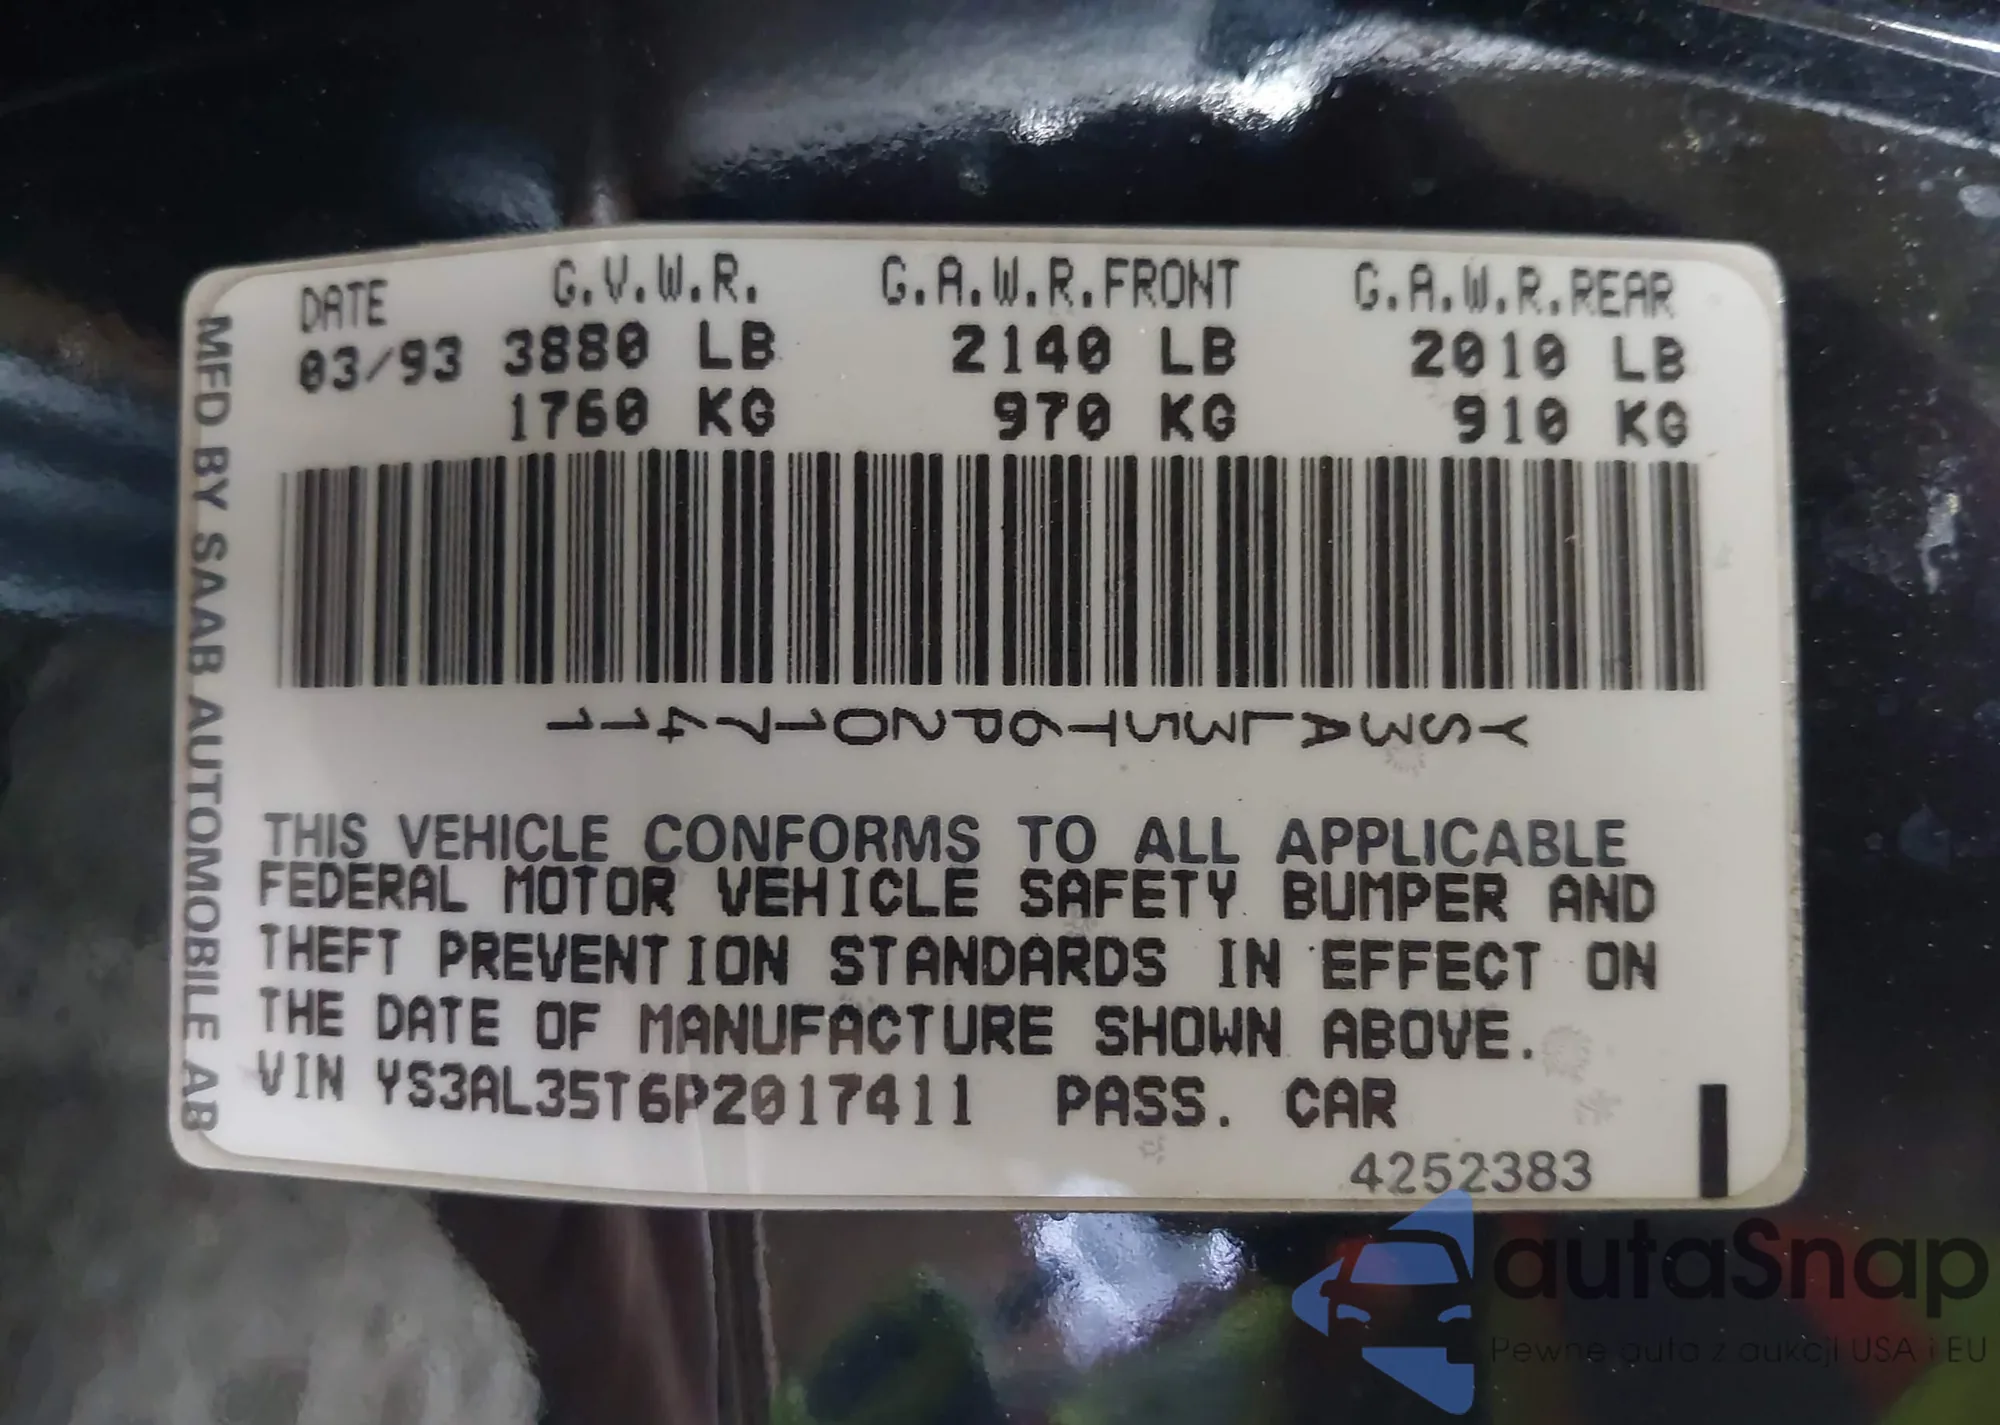 DATE G.V.W.R. G.A.W.R.FRONT G.A.W.R.REAR
03/93 3880 LB 2140 LB 2010 LB
1760 KG 970 KG 910 KG
YS3AL35T6P2017411
THIS VEHICLE CONFORMS TO ALL APPLICABLE
FEDERAL MOTOR VEHICLE SAFETY BUMPER AND
THEFT PREVENTION STANDARDS IN EFFECT ON
THE DATE OF MANUFACTURE SHOWN ABOVE.
VIN YS3AL35T6P2017411 PASS. CAR
4252383
MFD BY SAAB AUTOMOBILE AB
autaSnap
Pewne auta z aukcji USA i EU